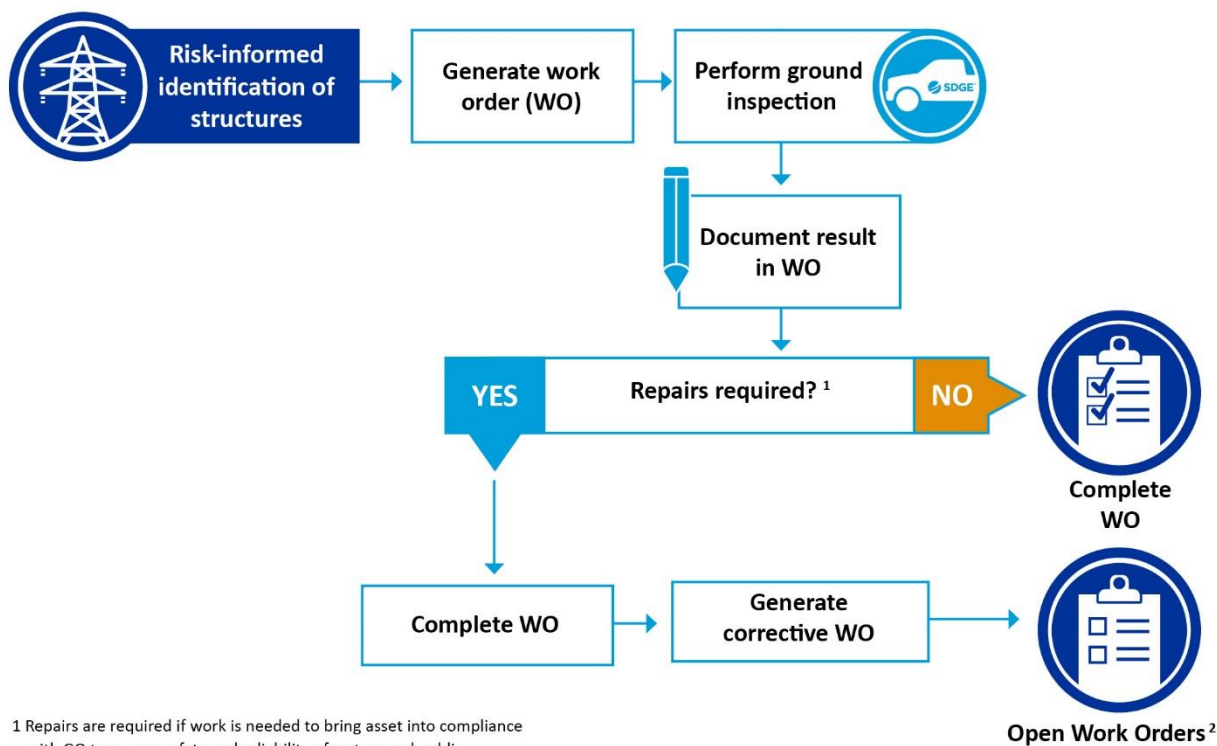 Risk-informed
identification of
structures
Generate work
order (WO)
Perform ground
inspection
SDGE
Document result
in WO
YES
Repairs required? 1
NO
Complete
WO
Complete WO
Generate
corrective WO
Open Work Orders 2
1 Repairs are required if work is needed to bring asset into compliance